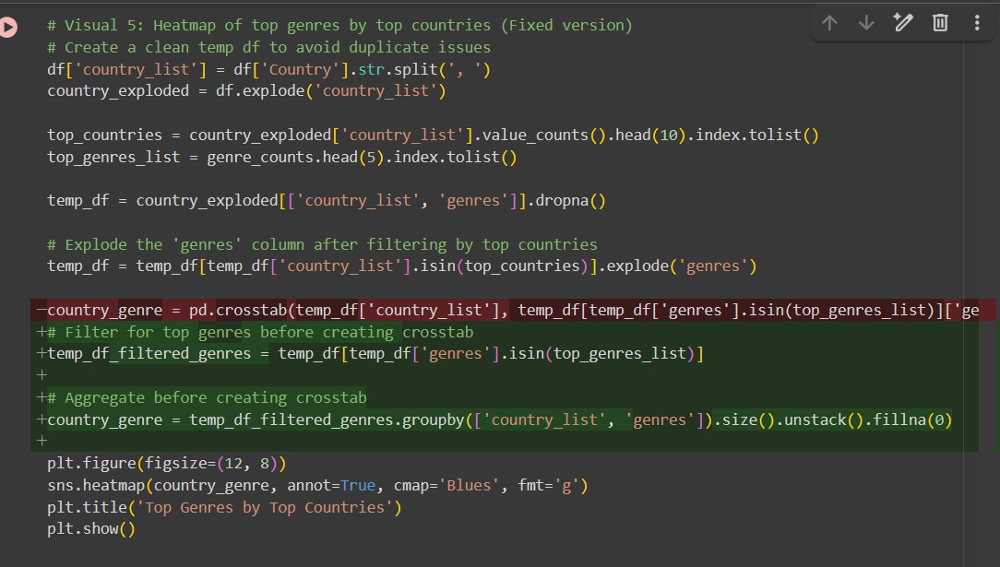 # Visual 5: Heatmap of top genres by top countries (Fixed version)
# Create a clean temp df to avoid duplicate issues
df['country_list'] = df['Country'].str.split(', ')
country_exploded = df.explode('country_list')
top_countries = country_exploded['country_list'].value_counts().head(10).index.tolist()
top_genres_list = genre_counts.head(5).index.tolist()
temp_df = country_exploded[['country_list', 'genres']].dropna()
# Explode the 'genres' column after filtering by top countries
temp_df = temp_df[temp_df['country_list'].isin(top_countries)].explode('genres')
-country_genre = pd.crosstab(temp_df['country_list'], temp_df[temp_df['genres'].isin(top_genres_list)]['ge
+# Filter for top genres before creating crosstab
+temp_df_filtered_genres = temp_df[temp_df['genres'].isin(top_genres_list)]
+
+# Aggregate before creating crosstab
+country_genre = temp_df_filtered_genres.groupby(['country_list', 'genres']).size().unstack().fillna(0)
+
plt.figure(figsize=(12, 8))
sns.heatmap(country_genre, annot=True, cmap='Blues', fmt='g')
plt.title('Top Genres by Top Countries')
plt.show()